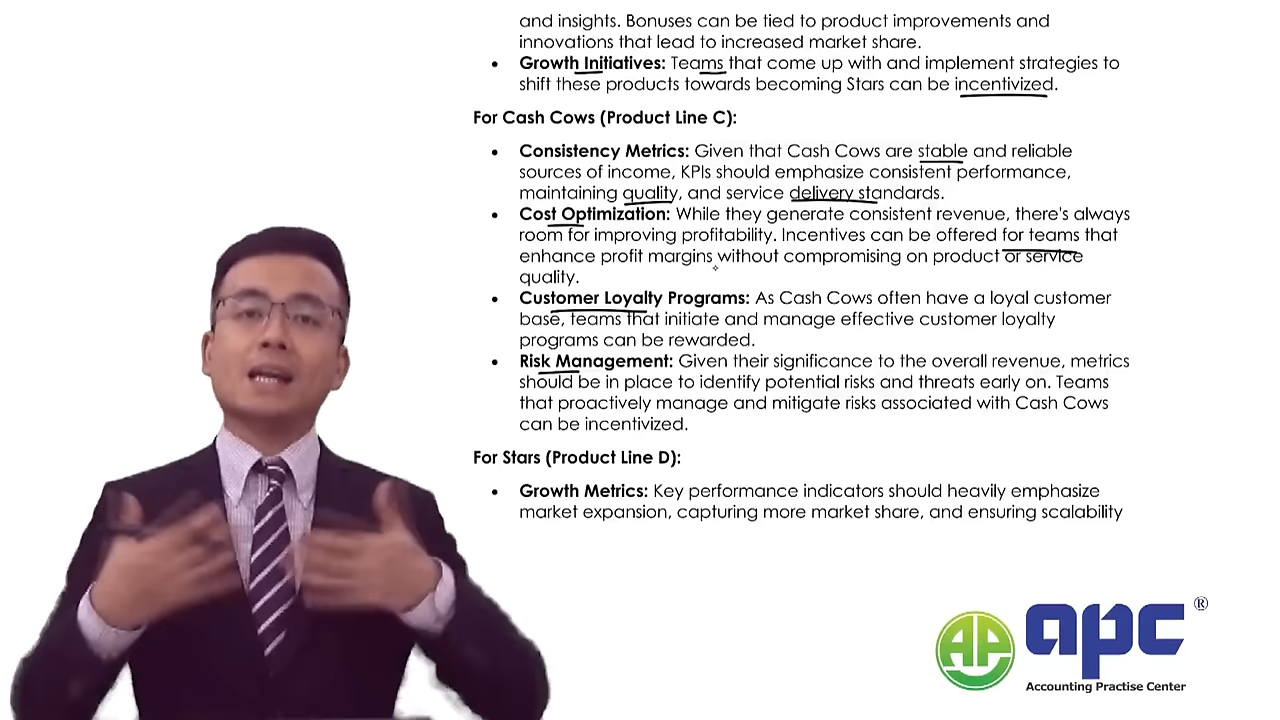 and insights. Bonuses can be tied to product improvements and
innovations that lead to increased market share.
• Growth Initiatives: Teams that come up with and implement strategies to
shift these products towards becoming Stars can be incentivized.
For Cash Cows (Product Line C):
• Consistency Metrics: Given that Cash Cows are stable and reliable
sources of income, KPIs should emphasize consistent performance,
maintaining quality, and service delivery standards.
• Cost Optimization: While they generate consistent revenue, there's always
room for improving profitability. Incentives can be offered for teams that
enhance profit margins without compromising on product or service
quality.
• Customer Loyalty Programs: As Cash Cows often have a loyal customer
base, teams that initiate and manage effective customer loyalty
programs can be rewarded.
• Risk Management: Given their significance to the overall revenue, metrics
should be in place to identify potential risks and threats early on. Teams
that proactively manage and mitigate risks associated with Cash Cows
can be incentivized.
For Stars (Product Line D):
• Growth Metrics: Key performance indicators should heavily emphasize
market expansion, capturing more market share, and ensuring scalability
AP apc ®
Accounting Practise Center